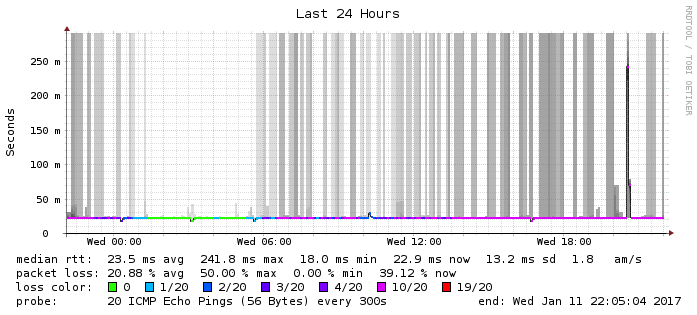 Last 24 Hours
RRDTOOL / TOBI OETIKER
Seconds
250 m
200 m
150 m
100 m
50 m
0
Wed 00:00 Wed 06:00 Wed 12:00 Wed 18:00
median rtt: 23.5 ms avg 241.8 ms max 18.0 ms min 22.9 ms now 13.2 ms sd 1.8 am/s
packet loss: 20.88 % avg 50.00 % max 0.00 % min 39.12 % now
loss color: 0 1/20 2/20 3/20 4/20 10/20 19/20
probe: 20 ICMP Echo Pings (56 Bytes) every 300s end: Wed Jan 11 22:05:04 2017